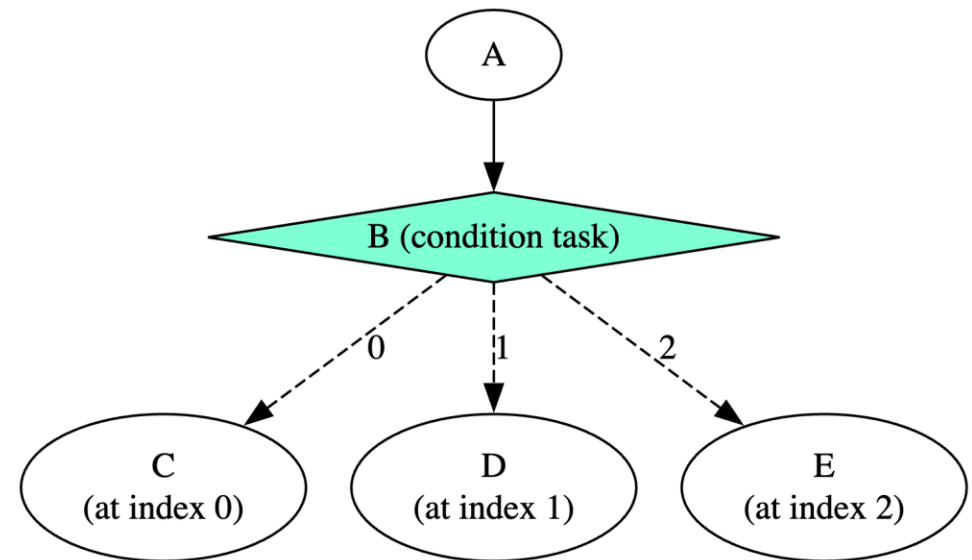 A
B (condition task)
0
1
2
C
(at index 0)
D
(at index 1)
E
(at index 2)